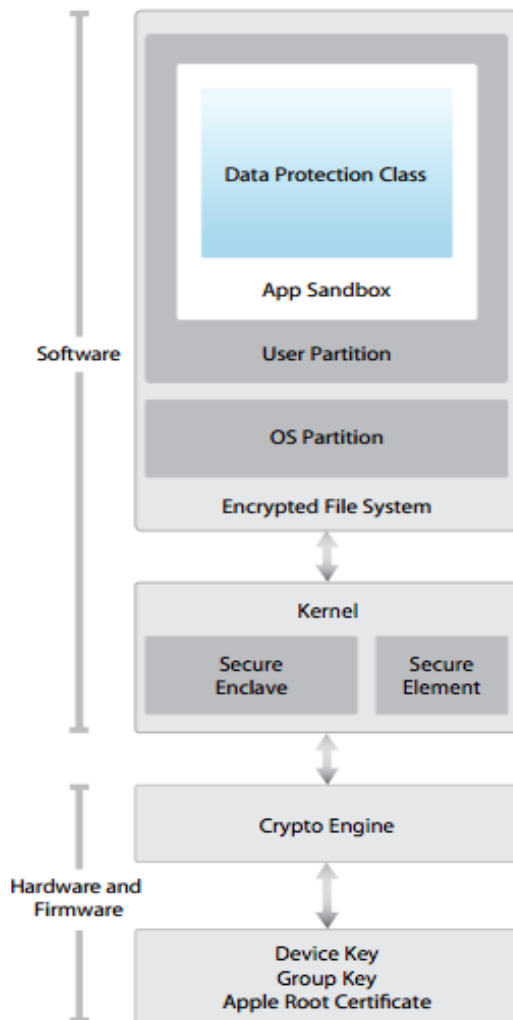 Data Protection Class
App Sandbox
Software
User Partition
OS Partition
Encrypted File System
Kernel
Secure
Enclave
Secure
Element
Crypto Engine
Hardware and
Firmware
Device Key
Group Key
Apple Root Certificate